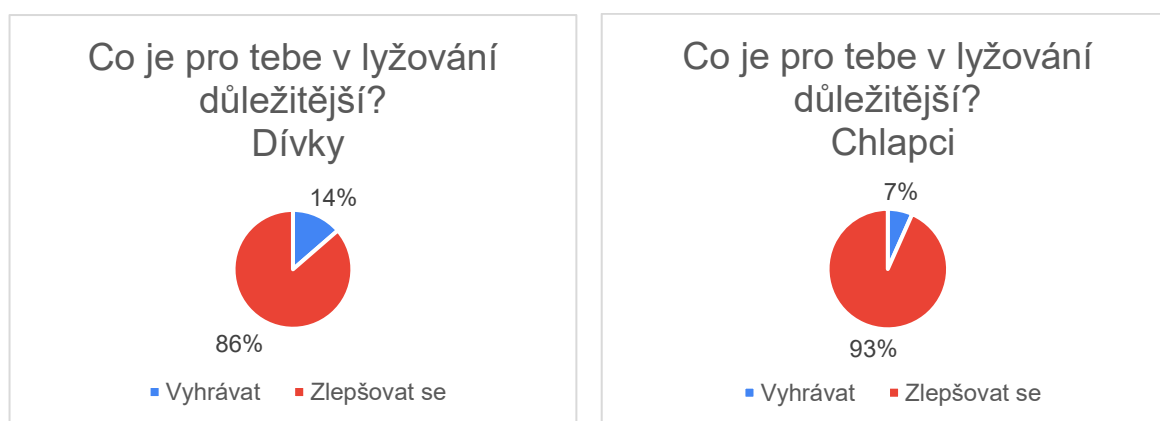 Co je pro tebe v lyžování
důležitější?
Dívky
14%
86%
Vyhrávat
Zlepšovat se
Co je pro tebe v lyžování
důležitější?
Chlapci
7%
93%
Vyhrávat
Zlepšovat se